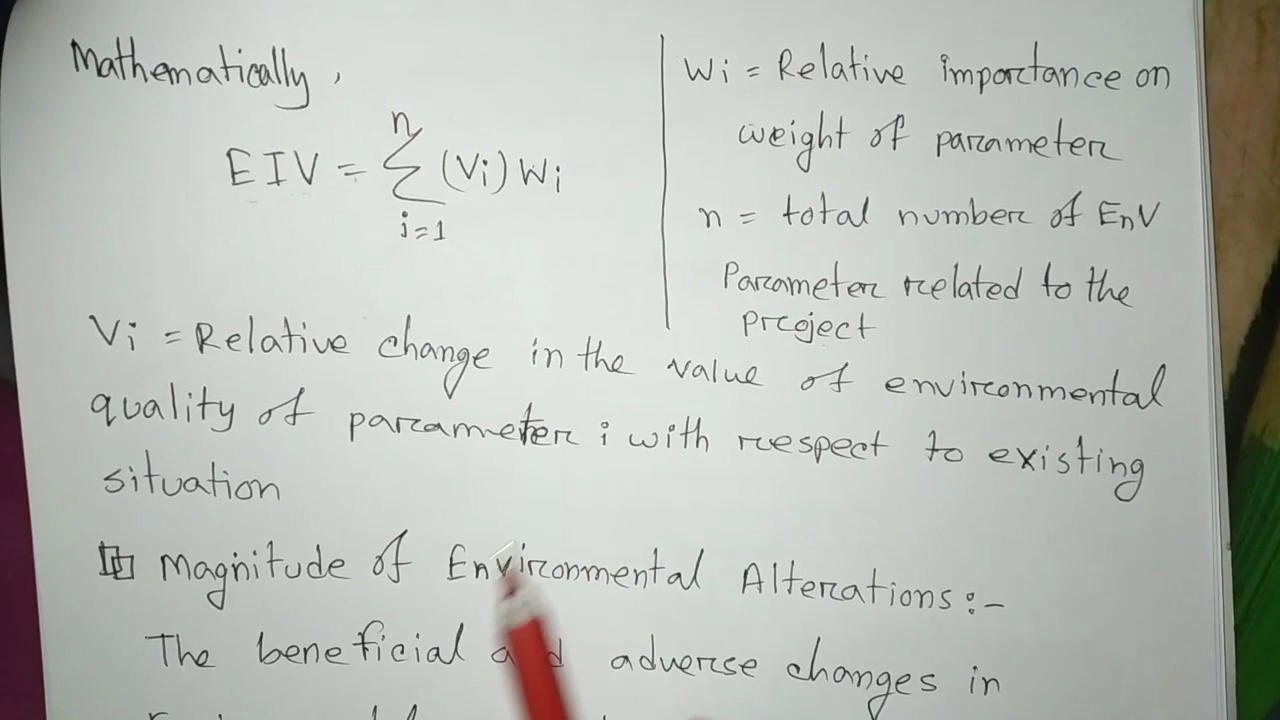 Mathematically,
EIV = n Σ i=1 (Vi) Wi
Wi = Relative importance on
weight of parameter
n = total number of EnV
Parameter related to the
project
Vi = Relative change in the value of environmental
quality of parameter i with respect to existing
situation
Magnitude of Environmental Alterations:-
The beneficial and adverse changes in